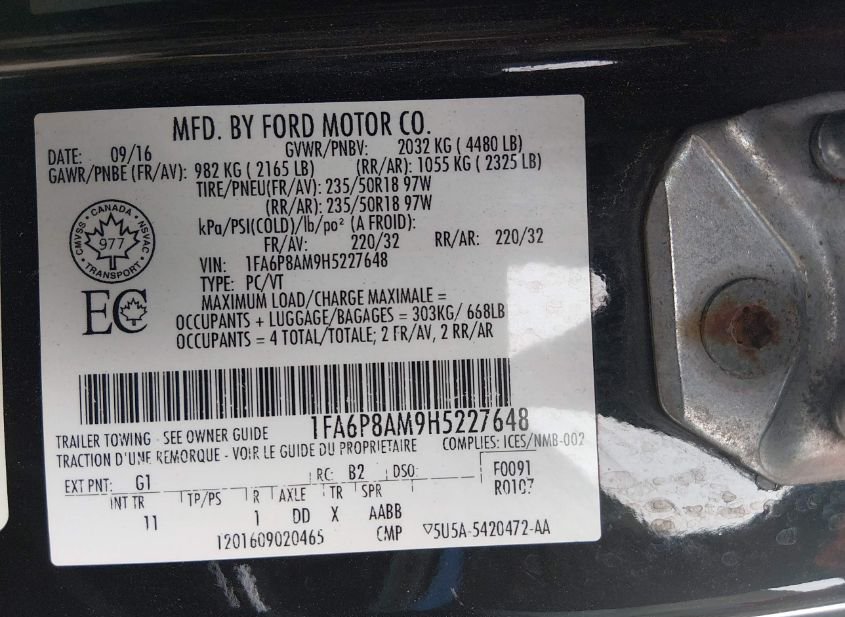 MFD. BY FORD MOTOR CO.
DATE: 09/16 GVWR/PNBV: 2032 KG ( 4480 LB)
GAWR/PNBE (FR/AV): 982 KG ( 2165 LB) (RR/AR): 1055 KG ( 2325 LB)
TIRE/PNEU(FR/AV): 235/50R18 97W
(RR/AR): 235/50R18 97W
kPa/PSI(COLD)/lb/po² (A FROID):
FR/AV: 220/32 RR/AR: 220/32
CMVSS · CANADA · NSVAC
977
TRANSPORT
VIN: 1FA6P8AM9H5227648
TYPE: PC/VT
EC
MAXIMUM LOAD/CHARGE MAXIMALE =
OCCUPANTS + LUGGAGE/BAGAGES = 303KG/ 668LB
OCCUPANTS = 4 TOTAL/TOTALE; 2 FR/AV, 2 RR/AR
1FA6P8AM9H5227648
TRAILER TOWING - SEE OWNER GUIDE COMPLIES: ICES/NMB-002
TRACTION D'UNE REMORQUE - VOIR LE GUIDE DU PROPRIETAIRE
EXT PNT: G1 RC: B2 DSO: F0091
R0107
INT TR TP/PS R AXLE TR SPR
11 1 DD X AABB
1201609020465 CMP ▽5U5A-5420472-AA